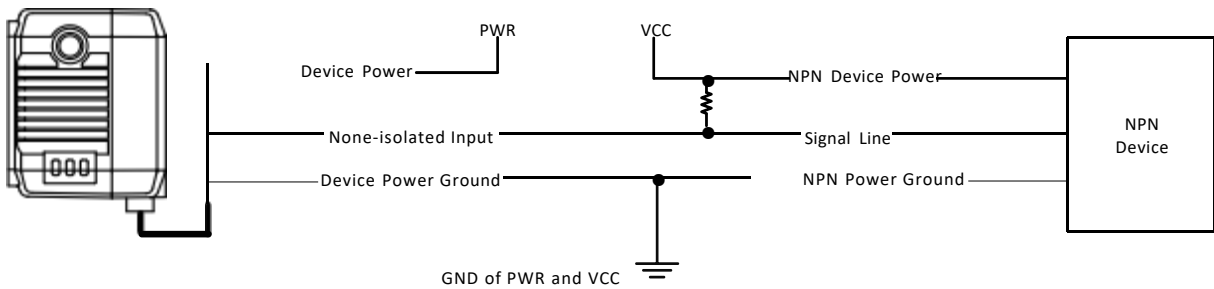 PWR
VCC
Device Power
NPN Device Power
None-isolated Input
Signal Line
NPN
Device
Device Power Ground
NPN Power Ground
GND of PWR and VCC